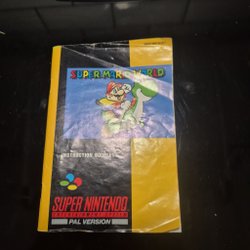 SUPER MARIO WORLD
INSTRUCTION BOOKLET
SUPER NINTENDO
ENTERTAINMENT SYSTEM
PAL VERSION